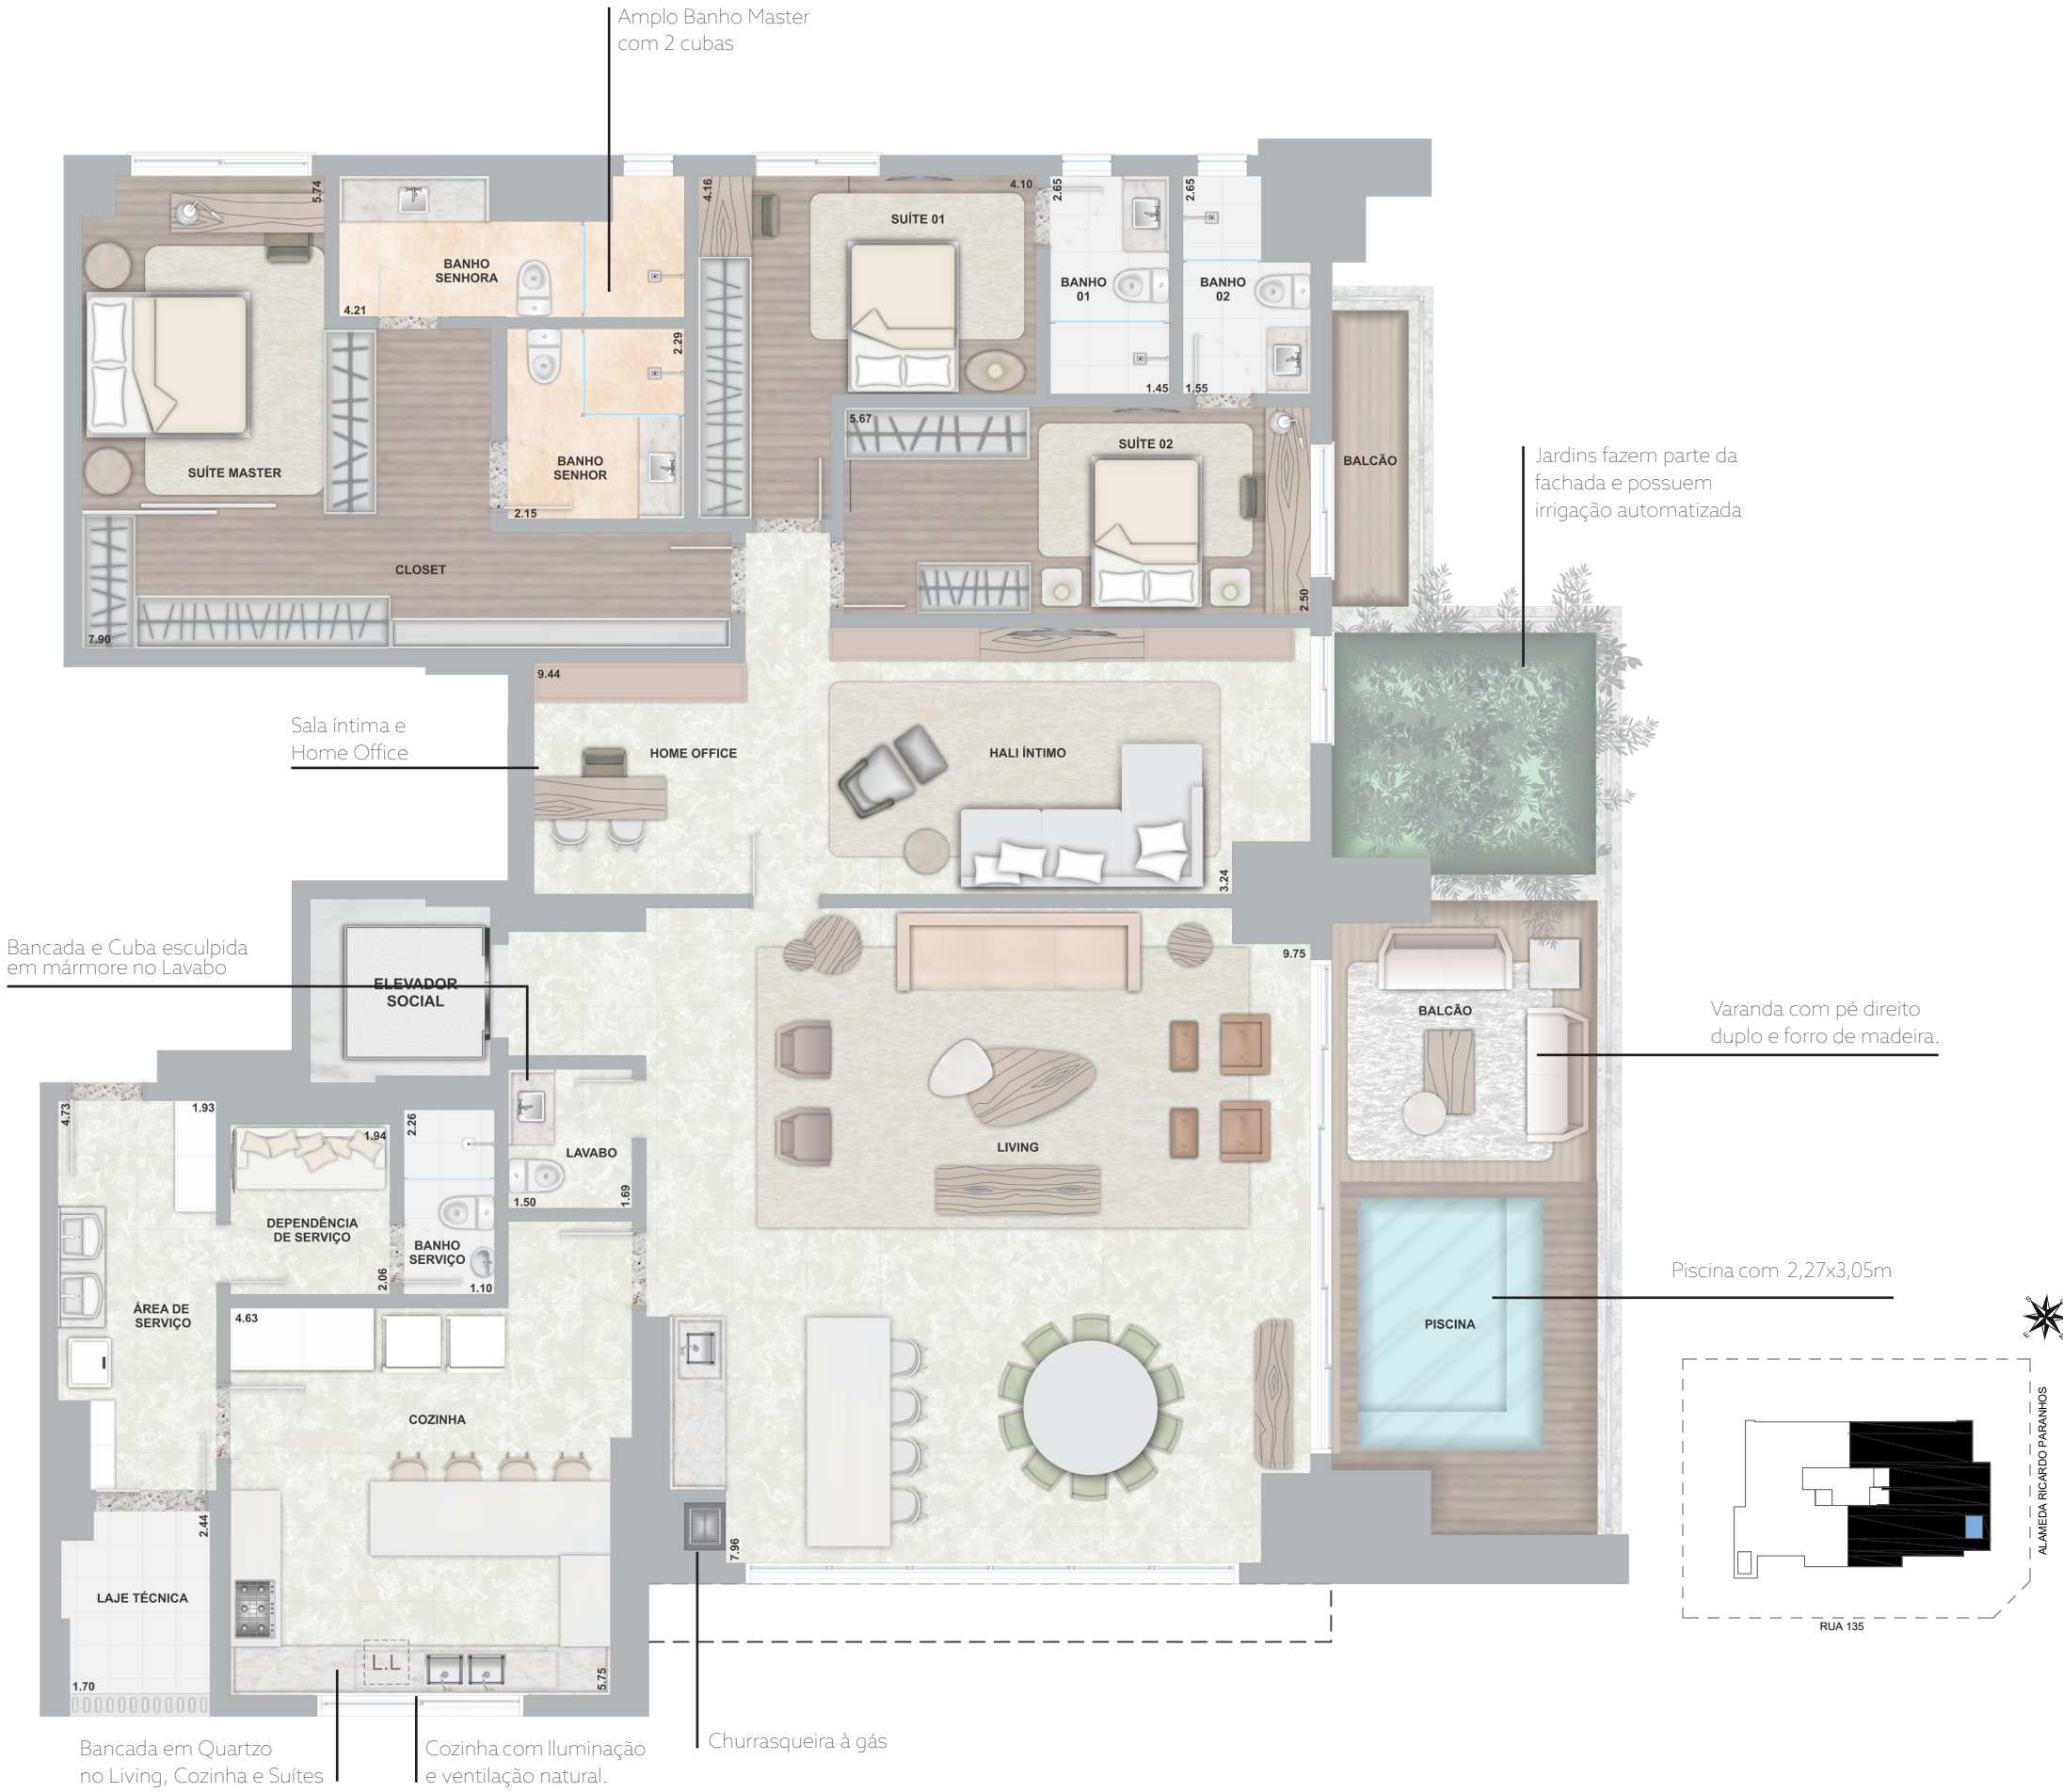 Amplo Banho Master
com 2 cubas
5.74
4.16
4.10
2.65
2.65
SUÍTE 01
BANHO
SENHORA
BANHO
01
BANHO
02
4.21
2.29
1.45
1.55
5.67
SUÍTE 02
SUÍTE MASTER
BANHO
SENHOR
BALCÃO
Jardins fazem parte da
fachada e possuem
irrigação automatizada
2.15
CLOSET
2.50
7.90
9.44
Sala íntima e
Home Office
HOME OFFICE
HALI ÍNTIMO
3.24
Bancada e Cuba esculpida
em mármore no Lavabo
9.75
ELEVADOR
SOCIAL
BALCÃO
Varanda com pé direito
duplo e forro de madeira.
4.73
1.93
1.94
2.26
LAVABO
LIVING
1.50
1.69
DEPENDÊNCIA
DE SERVIÇO
BANHO
SERVIÇO
2.06
1.10
Piscina com 2,27x3,05m
ÁREA DE
SERVIÇO
4.63
PISCINA
COZINHA
ALAMEDA RICARDO PARANHOS
2.44
7.96
LAJE TÉCNICA
RUA 135
L.L
5.75
1.70
Bancada em Quartzo
no Living, Cozinha e Suítes
Cozinha com Iluminação
e ventilação natural.
Churrasqueira à gás